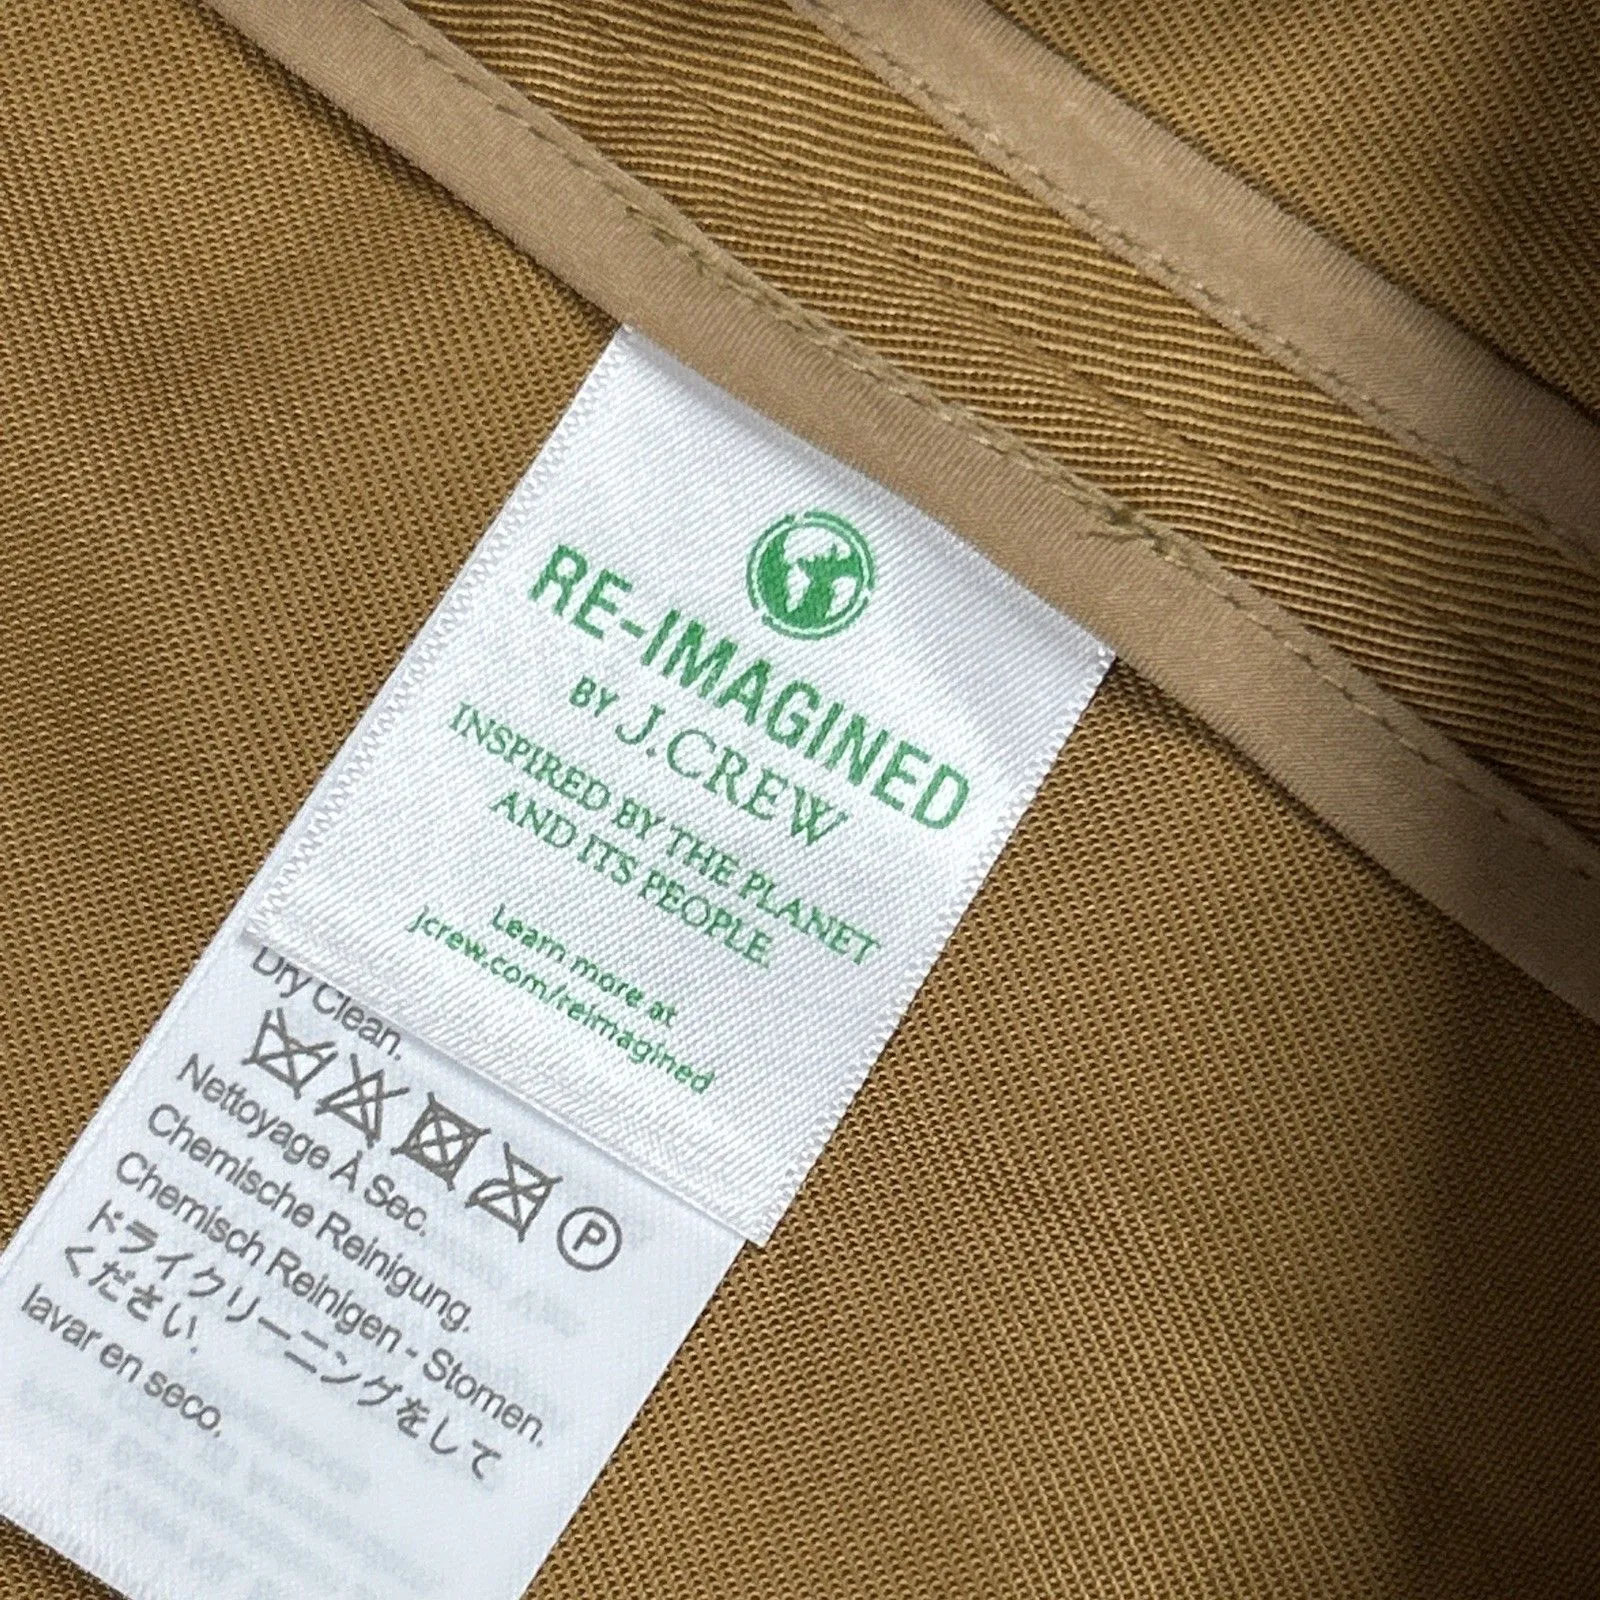 RE-IMAGINED
BY J.CREW
INSPIRED BY THE PLANET
AND ITS PEOPLE.
Learn more at
jcrew.com/reimagined
Dry Clean.
P
Nettoyage À Sec.
Chemische Reinigung.
Chemisch Reinigen - Stomen.
ドライクリーニングをして
ください.
lavar en seco.